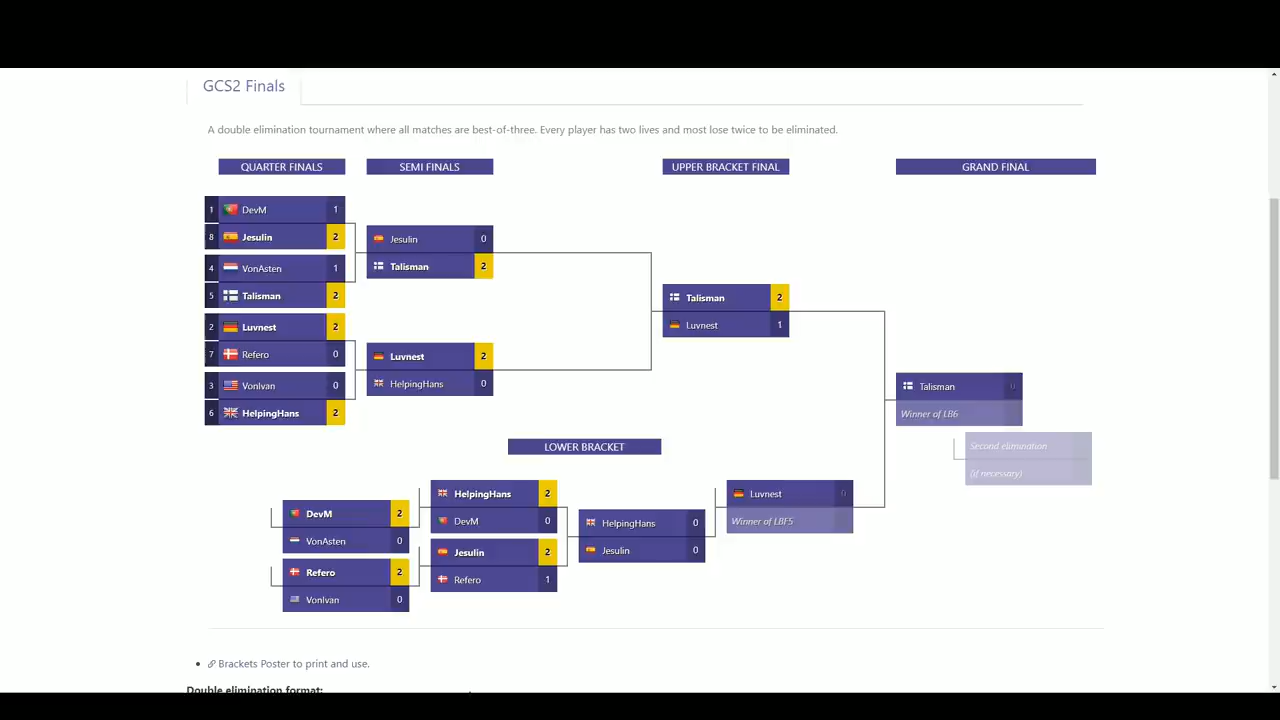 GCS2 Finals
A double elimination tournament where all matches are best-of-three. Every player has two lives and most lose twice to be eliminated.
QUARTER FINALS
SEMI FINALS
UPPER BRACKET FINAL
GRAND FINAL
1 DevM 1
8 Jesulin 2
4 VonAsten 1
5 Talisman 2
2 Luvnest 2
7 Refero 0
3 VonIvan 0
6 HelpingHans 2
Jesulin 0
Talisman 2
Luvnest 2
HelpingHans 0
Talisman 2
Luvnest 1
Talisman 0
Winner of LB6
Second elimination
(if necessary)
LOWER BRACKET
DevM 2
VonAsten 0
Refero 2
VonIvan 0
HelpingHans 2
DevM 0
Jesulin 2
Refero 1
HelpingHans 0
Jesulin 0
Luvnest 0
Winner of LBF5
Brackets Poster to print and use.
Double elimination format: